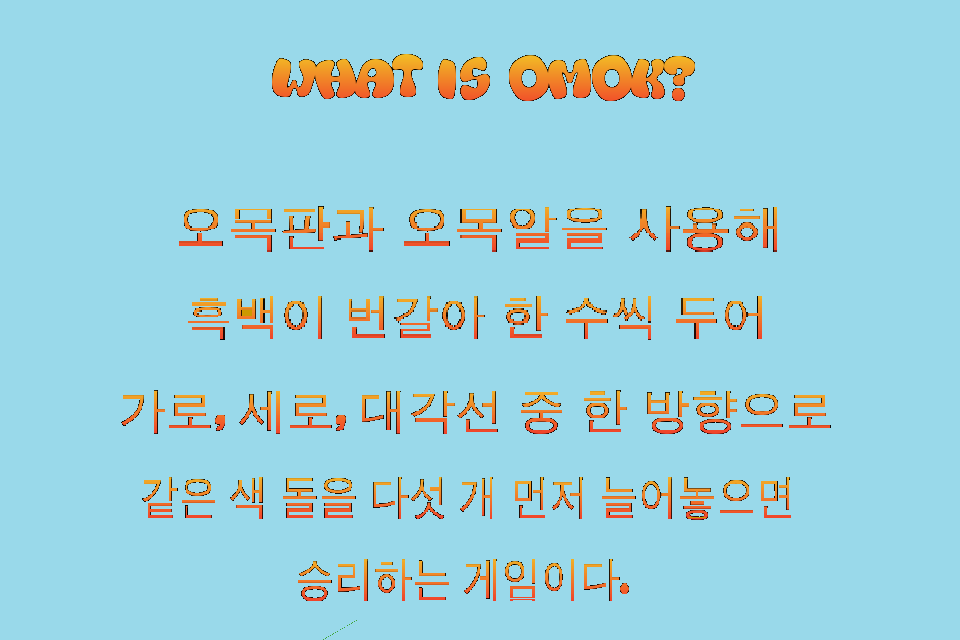 WHAT IS OMOK?
오목판과 오목알을 사용해
흑백이 번갈아 한 수씩 두어
가로, 세로, 대각선 중 한 방향으로
같은 색 돌을 다섯 개 먼저 늘어놓으면
승리하는 게임이다.